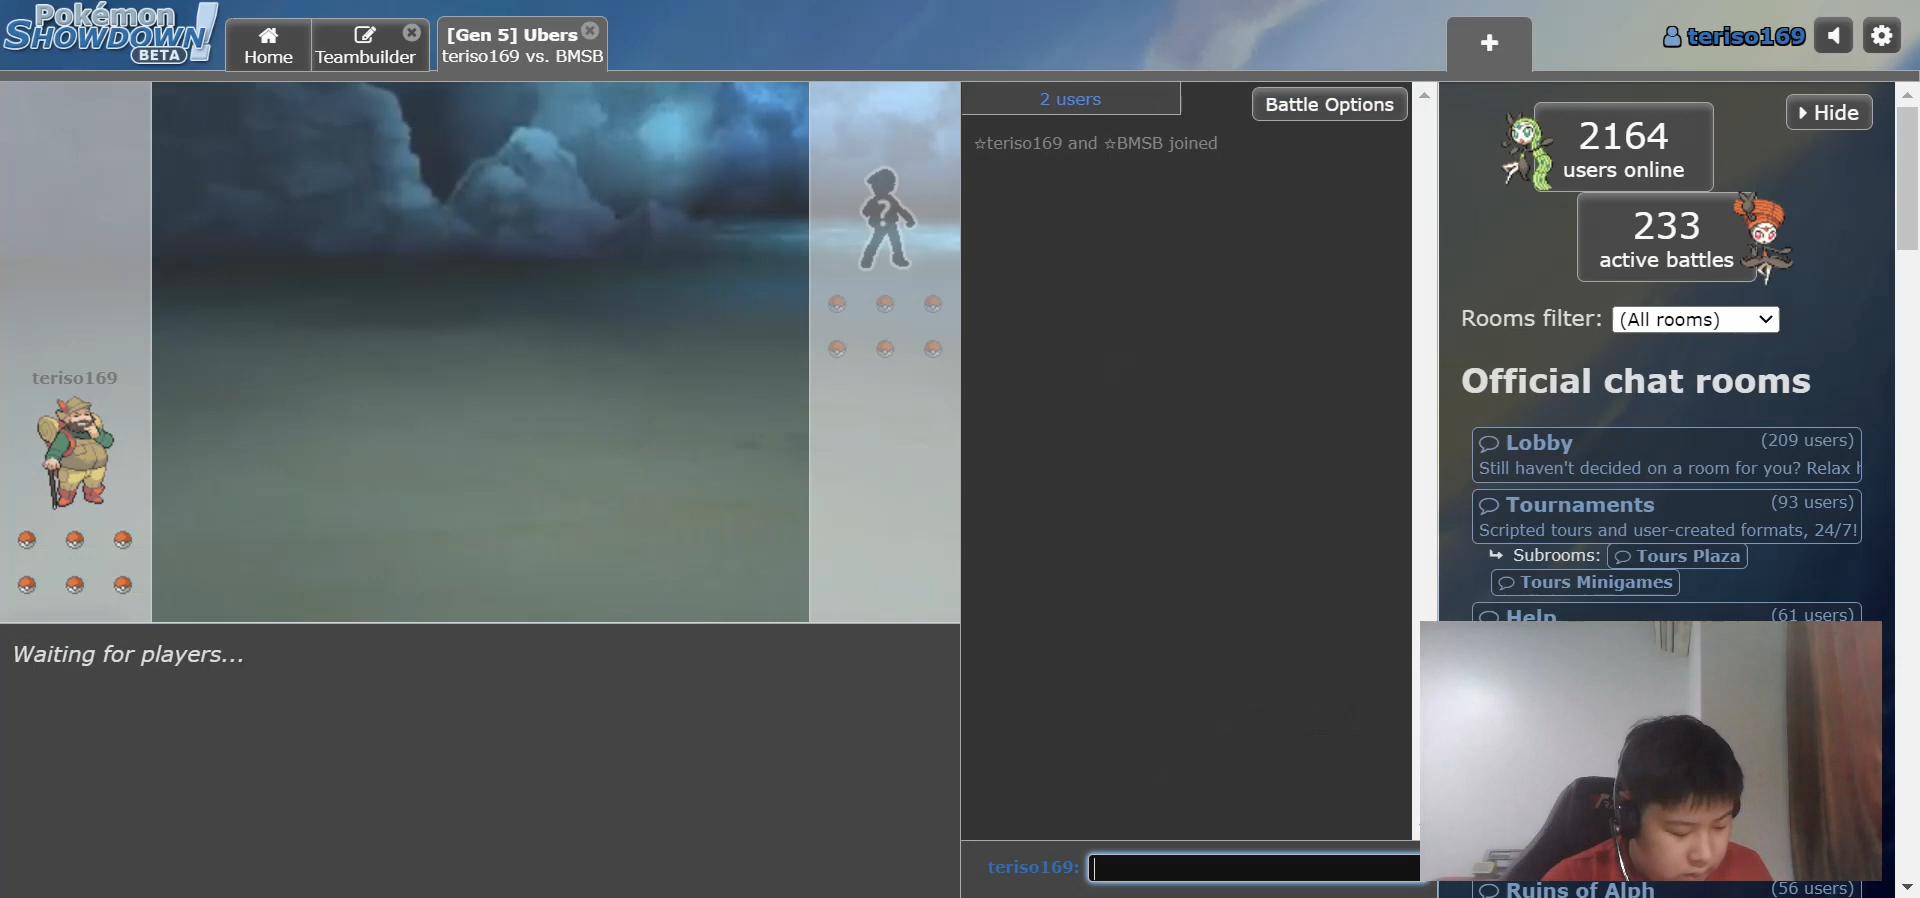 Pokémon
SHOWDOWN!
BETA
Home
Teambuilder
[Gen 5] Ubers
teriso169 vs. BMSB
teriso169
2 users
Battle Options
☆teriso169 and ☆BMSB joined
2164
users online
Hide
233
active battles
Rooms filter: (All rooms)
Official chat rooms
Lobby (209 users)
Still haven't decided on a room for you? Relax
Tournaments (93 users)
Scripted tours and user-created formats, 24/7!
Subrooms: Tours Plaza
Tours Minigames
Help (61 users)
teriso169
?
Waiting for players...
teriso169:
Ruins of Alph (56 users)